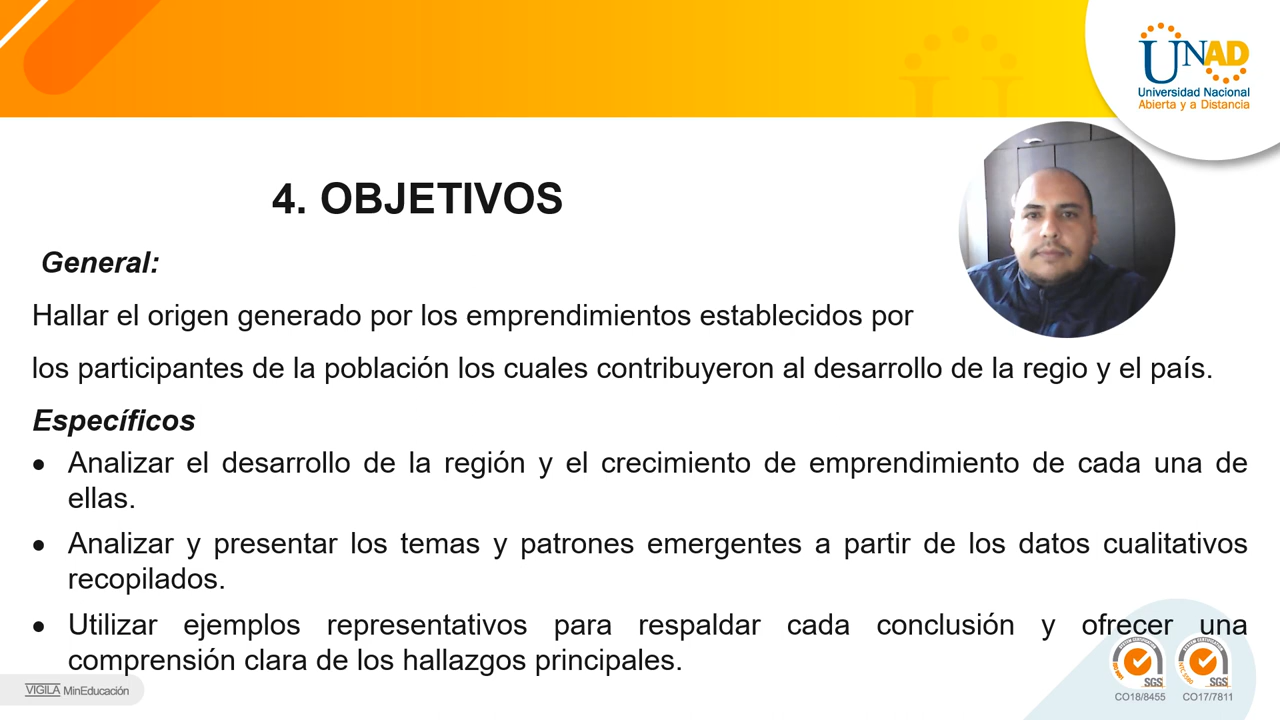 UNAD
Universidad Nacional
Abierta y a Distancia
4. OBJETIVOS
General:
Hallar el origen generado por los emprendimientos establecidos por
los participantes de la población los cuales contribuyeron al desarrollo de la regio y el país.
Específicos
• Analizar el desarrollo de la región y el crecimiento de emprendimiento de cada una de
ellas.
• Analizar y presentar los temas y patrones emergentes a partir de los datos cualitativos
recopilados.
• Utilizar ejemplos representativos para respaldar cada conclusión y ofrecer una
comprensión clara de los hallazgos principales.
VIGILA MinEducación
SGS SGS
CO18/8455 CO17/7811